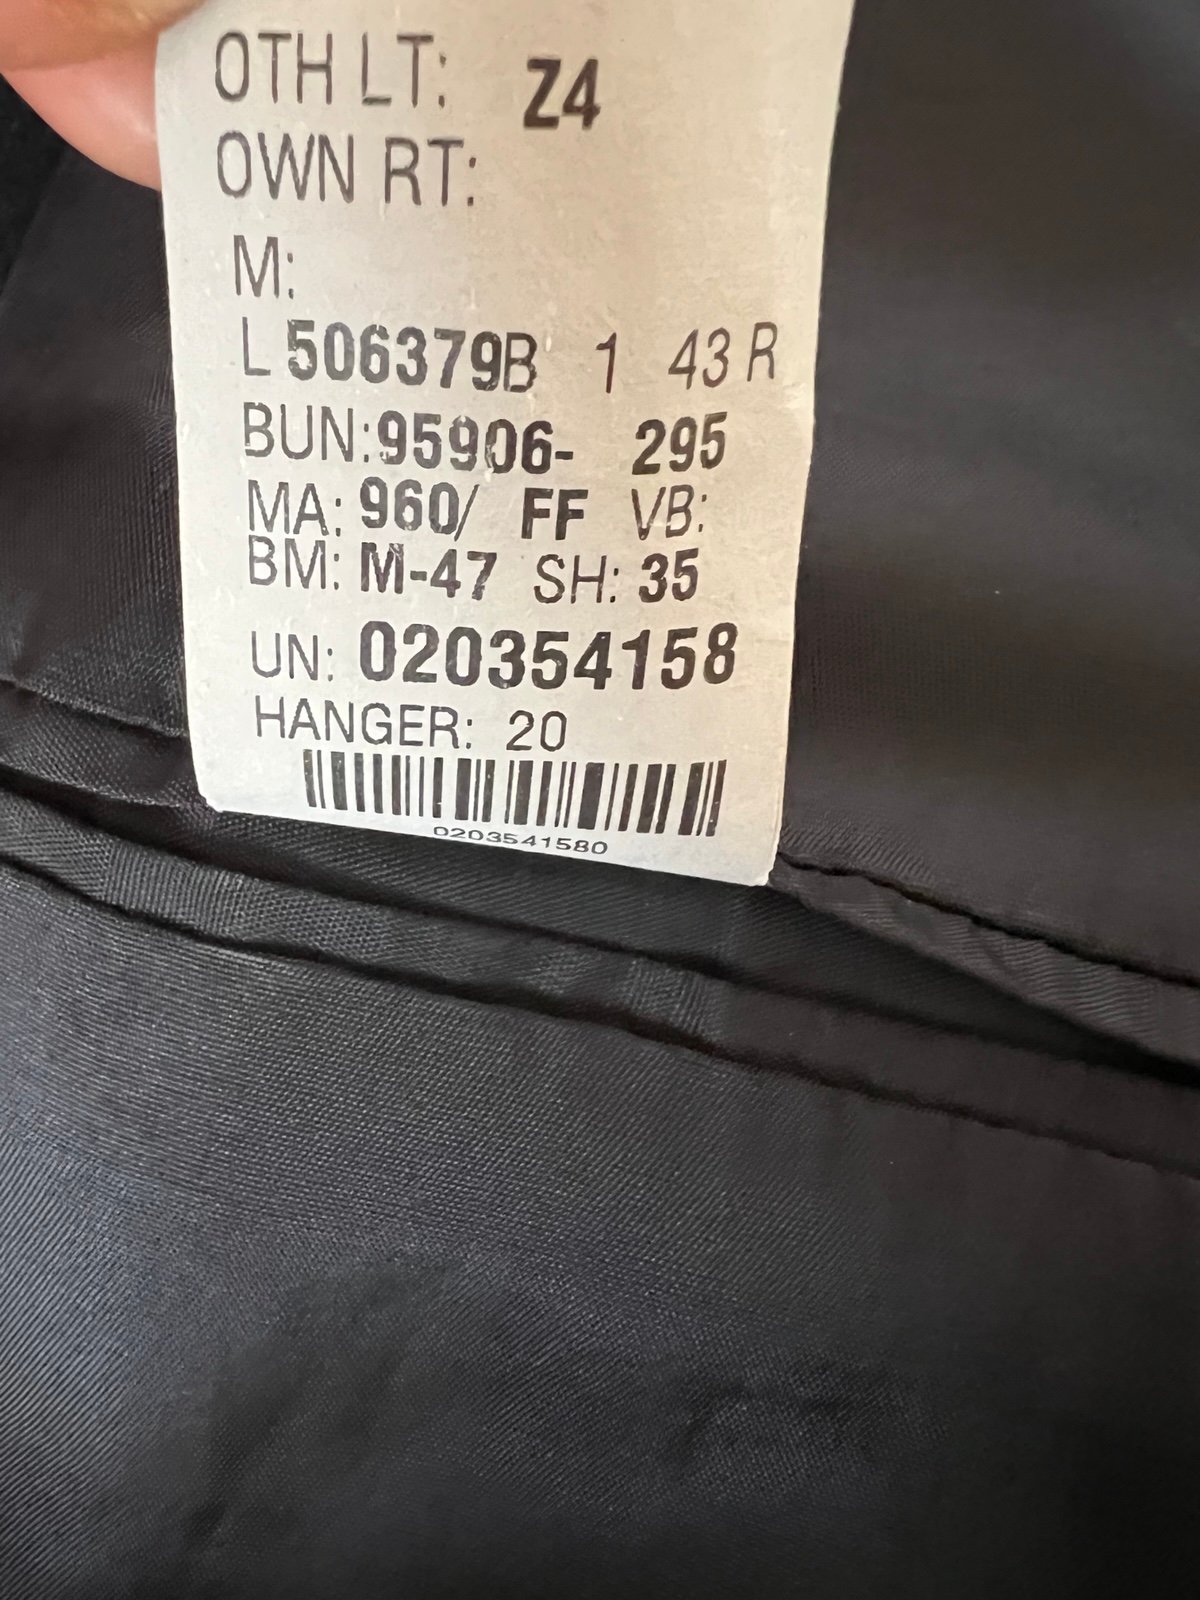 OTH LT: Z4
OWN RT:
M:
L 506379B 1 43 R
BUN:95906- 295
MA: 960/ FF VB:
BM: M-47 SH: 35
UN: 020354158
HANGER: 20
0203541580